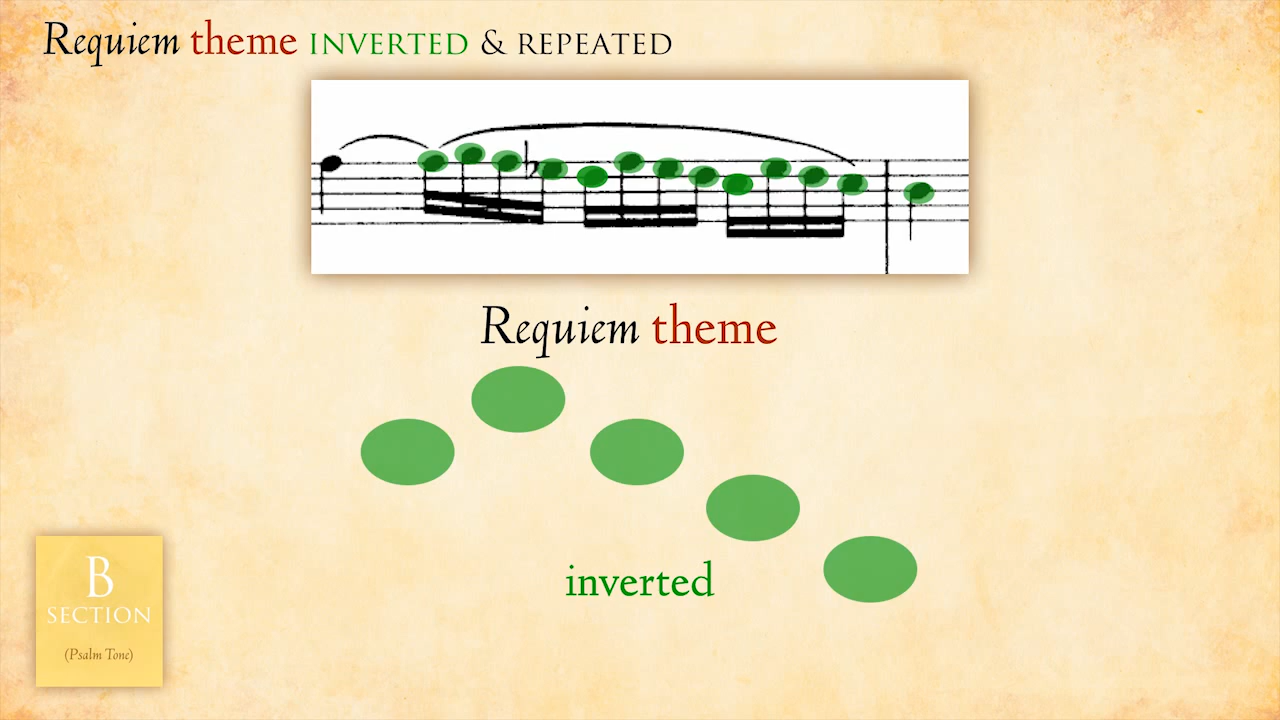 Requiem theme INVERTED & REPEATED
Requiem theme
inverted
B
SECTION
(Psalm Tone)